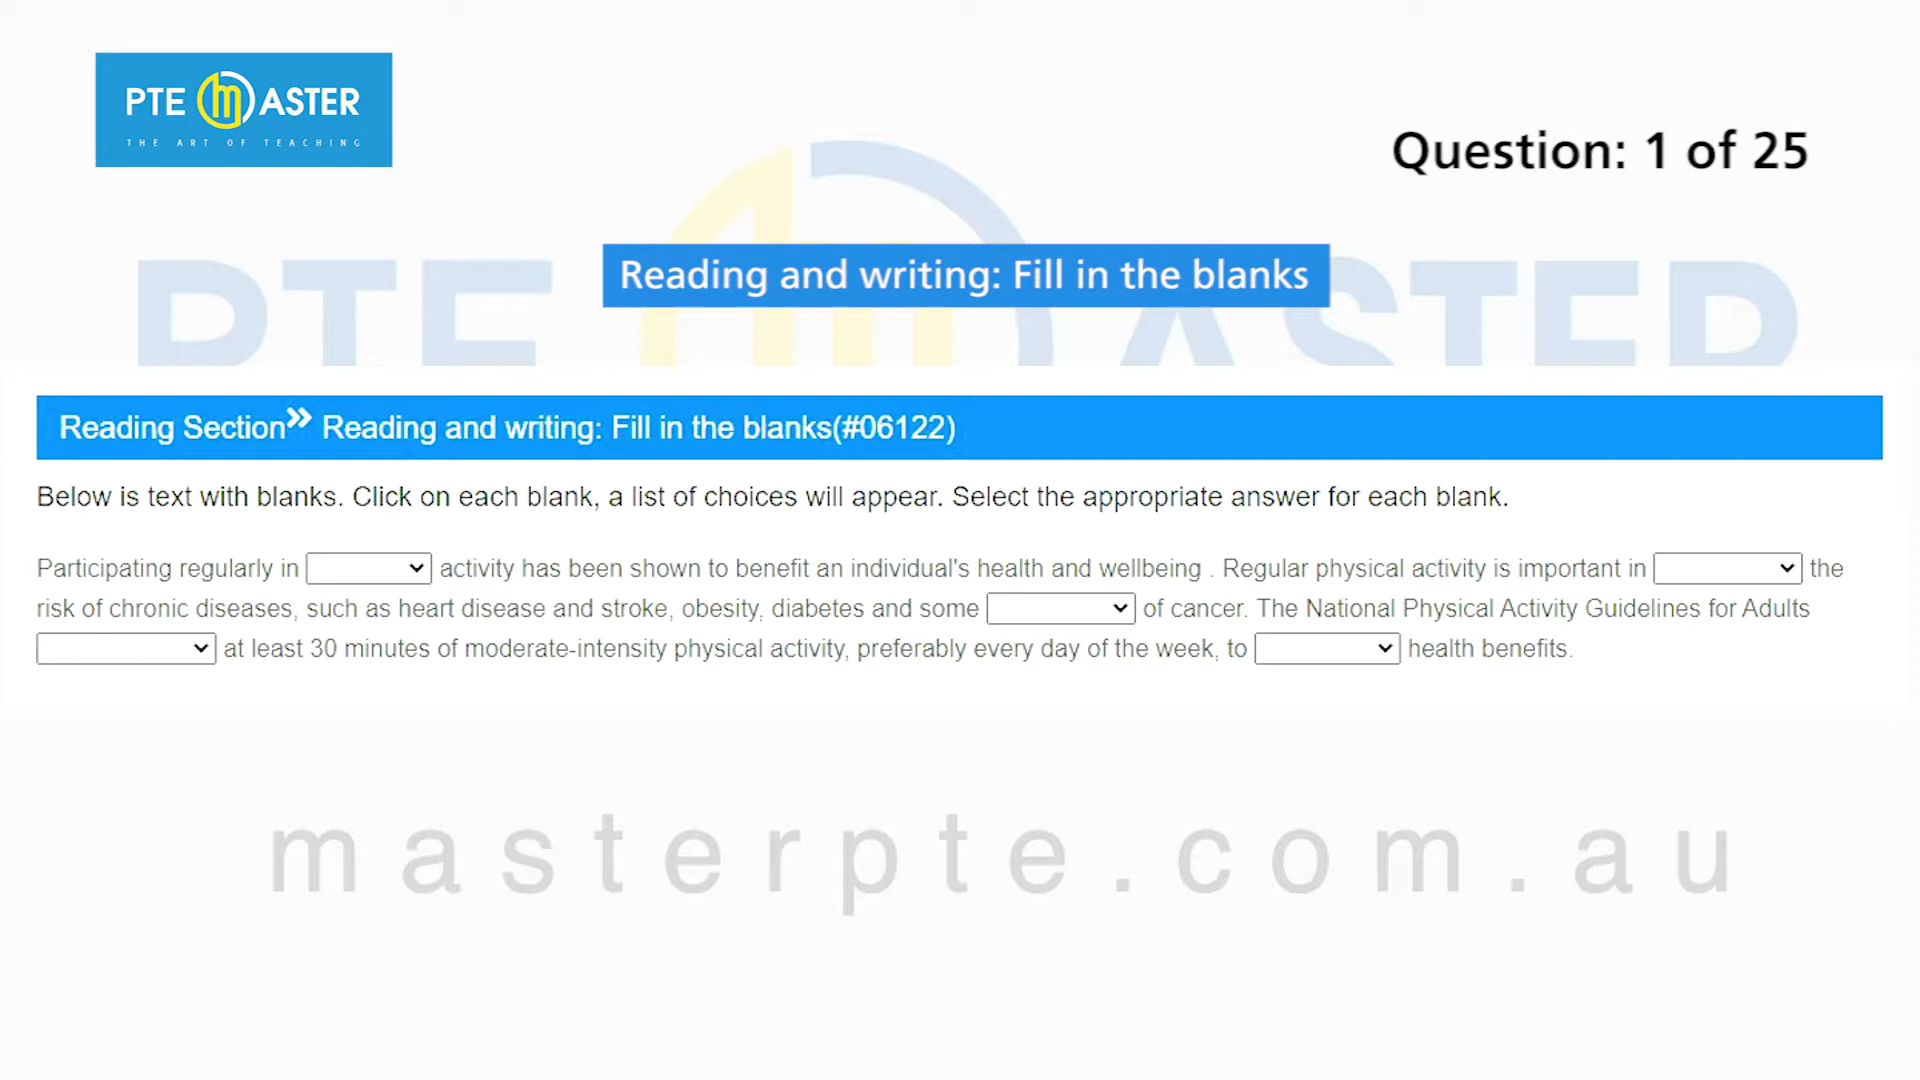 PTE MASTER
THE ART OF TEACHING
Question: 1 of 25
PTE MASTER
Reading and writing: Fill in the blanks
Reading Section» Reading and writing: Fill in the blanks(#06122)
Below is text with blanks. Click on each blank, a list of choices will appear. Select the appropriate answer for each blank.
Participating regularly in activity has been shown to benefit an individual's health and wellbeing . Regular physical activity is important in the
risk of chronic diseases, such as heart disease and stroke, obesity, diabetes and some of cancer. The National Physical Activity Guidelines for Adults
at least 30 minutes of moderate-intensity physical activity, preferably every day of the week, to health benefits.
masterpte.com.au